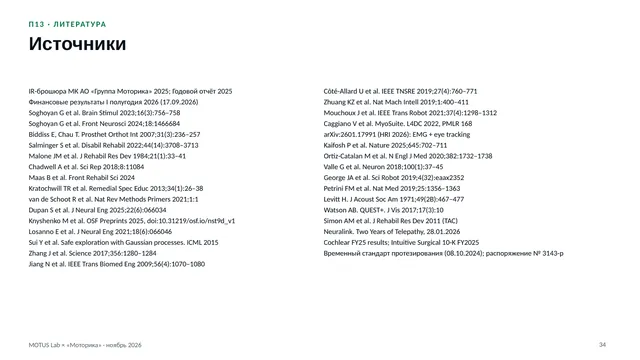 П13 · ЛИТЕРАТУРА
Источники
IR-брошюра МК АО «Группа Моторика» 2025; Годовой отчёт 2025
Финансовые результаты I полугодия 2026 (17.09.2026)
Soghoyan G et al. Brain Stimul 2023;16(3):756–758
Soghoyan G et al. Front Neurosci 2024;18:1466684
Biddiss E, Chau T. Prosthet Orthot Int 2007;31(3):236–257
Salminger S et al. Disabil Rehabil 2022;44(14):3708–3713
Malone JM et al. J Rehabil Res Dev 1984;21(1):33–41
Chadwell A et al. Sci Rep 2018;8:11084
Maas B et al. Front Rehabil Sci 2024
Kratochwill TR et al. Remedial Spec Educ 2013;34(1):26–38
van de Schoot R et al. Nat Rev Methods Primers 2021;1:1
Dupan S et al. J Neural Eng 2025;22(6):066034
Knyshenko M et al. OSF Preprints 2025, doi:10.31219/osf.io/nst9d_v1
Losanno E et al. J Neural Eng 2021;18(6):066046
Sui Y et al. Safe exploration with Gaussian processes. ICML 2015
Zhang J et al. Science 2017;356:1280–1284
Jiang N et al. IEEE Trans Biomed Eng 2009;56(4):1070–1080
Côté-Allard U et al. IEEE TNSRE 2019;27(4):760–771
Zhuang KZ et al. Nat Mach Intell 2019;1:400–411
Mouchoux J et al. IEEE Trans Robot 2021;37(4):1298–1312
Caggiano V et al. MyoSuite. L4DC 2022, PMLR 168
arXiv:2601.17991 (HRI 2026): EMG + eye tracking
Kaifosh P et al. Nature 2025;645:702–711
Ortiz-Catalan M et al. N Engl J Med 2020;382:1732–1738
Valle G et al. Neuron 2018;100(1):37–45
George JA et al. Sci Robot 2019;4(32):eaax2352
Petrini FM et al. Nat Med 2019;25:1356–1363
Levitt H. J Acoust Soc Am 1971;49(2B):467–477
Watson AB. QUEST+. J Vis 2017;17(3):10
Simon AM et al. J Rehabil Res Dev 2011 (TAC)
Neuralink. Two Years of Telepathy, 28.01.2026
Cochlear FY25 results; Intuitive Surgical 10-K FY2025
Временный стандарт протезирования (08.10.2024); распоряжение № 3143-р
MOTUS Lab × «Моторика» · ноябрь 2026
34